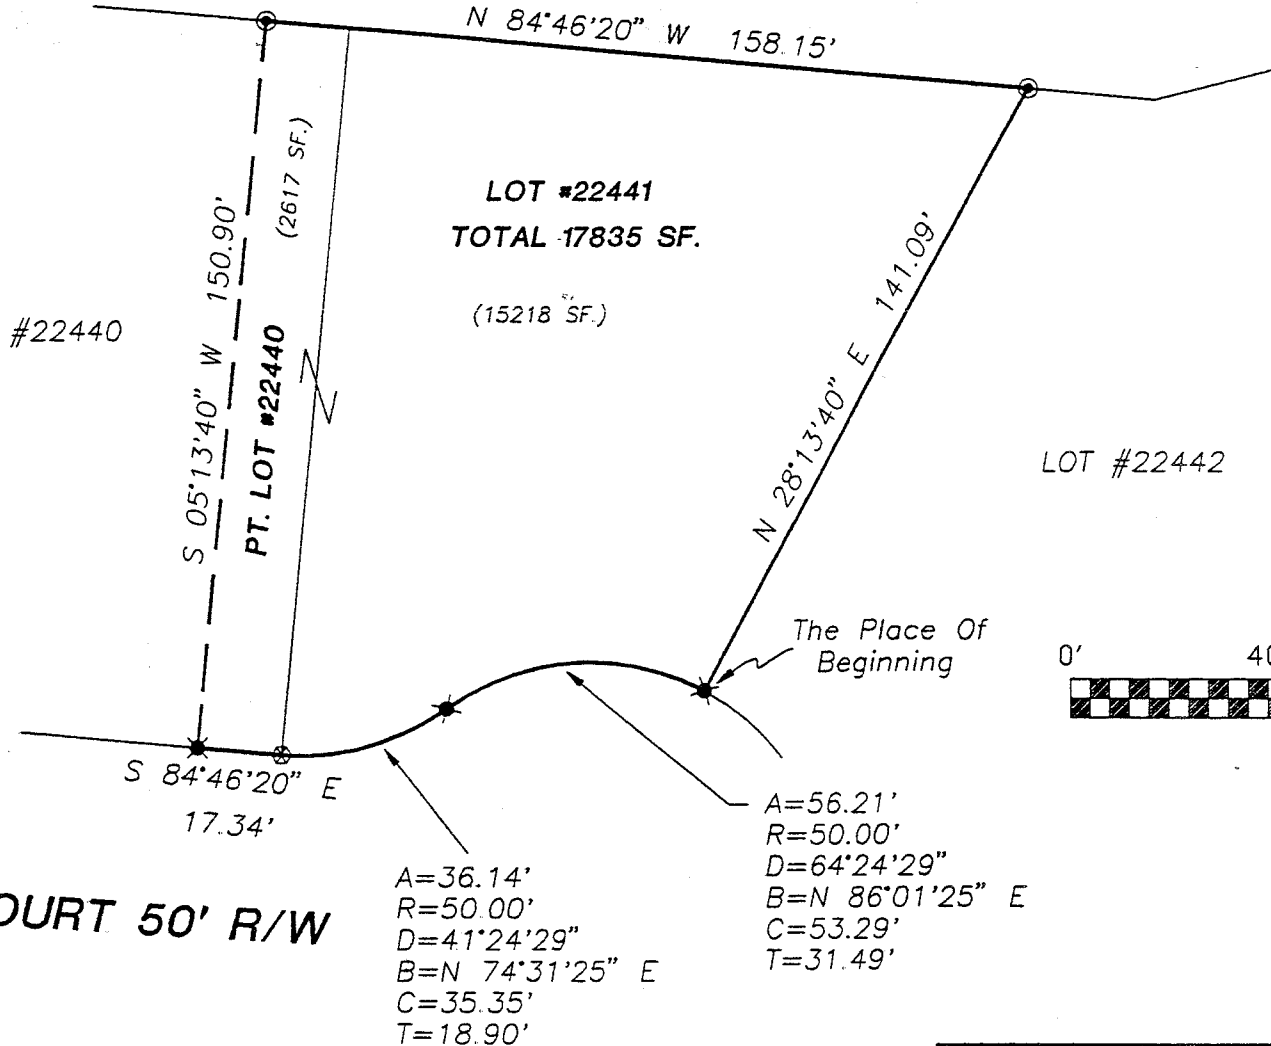 N 84°46'20" W 158.15'
(2617 SF.)
LOT #22441
TOTAL 17835 SF.
(15218 SF.)
S 05°13'40" W 150.90'
PT. LOT #22440
#22440
N 28°13'40" E 141.09'
LOT #22442
The Place Of
Beginning
0'
40
S 84°46'20" E
17.34'
OURT 50' R/W
A=36.14'
R=50.00'
D=41°24'29"
B=N 74°31'25" E
C=35.35'
T=18.90'
A=56.21'
R=50.00'
D=64°24'29"
B=N 86°01'25" E
C=53.29'
T=31.49'